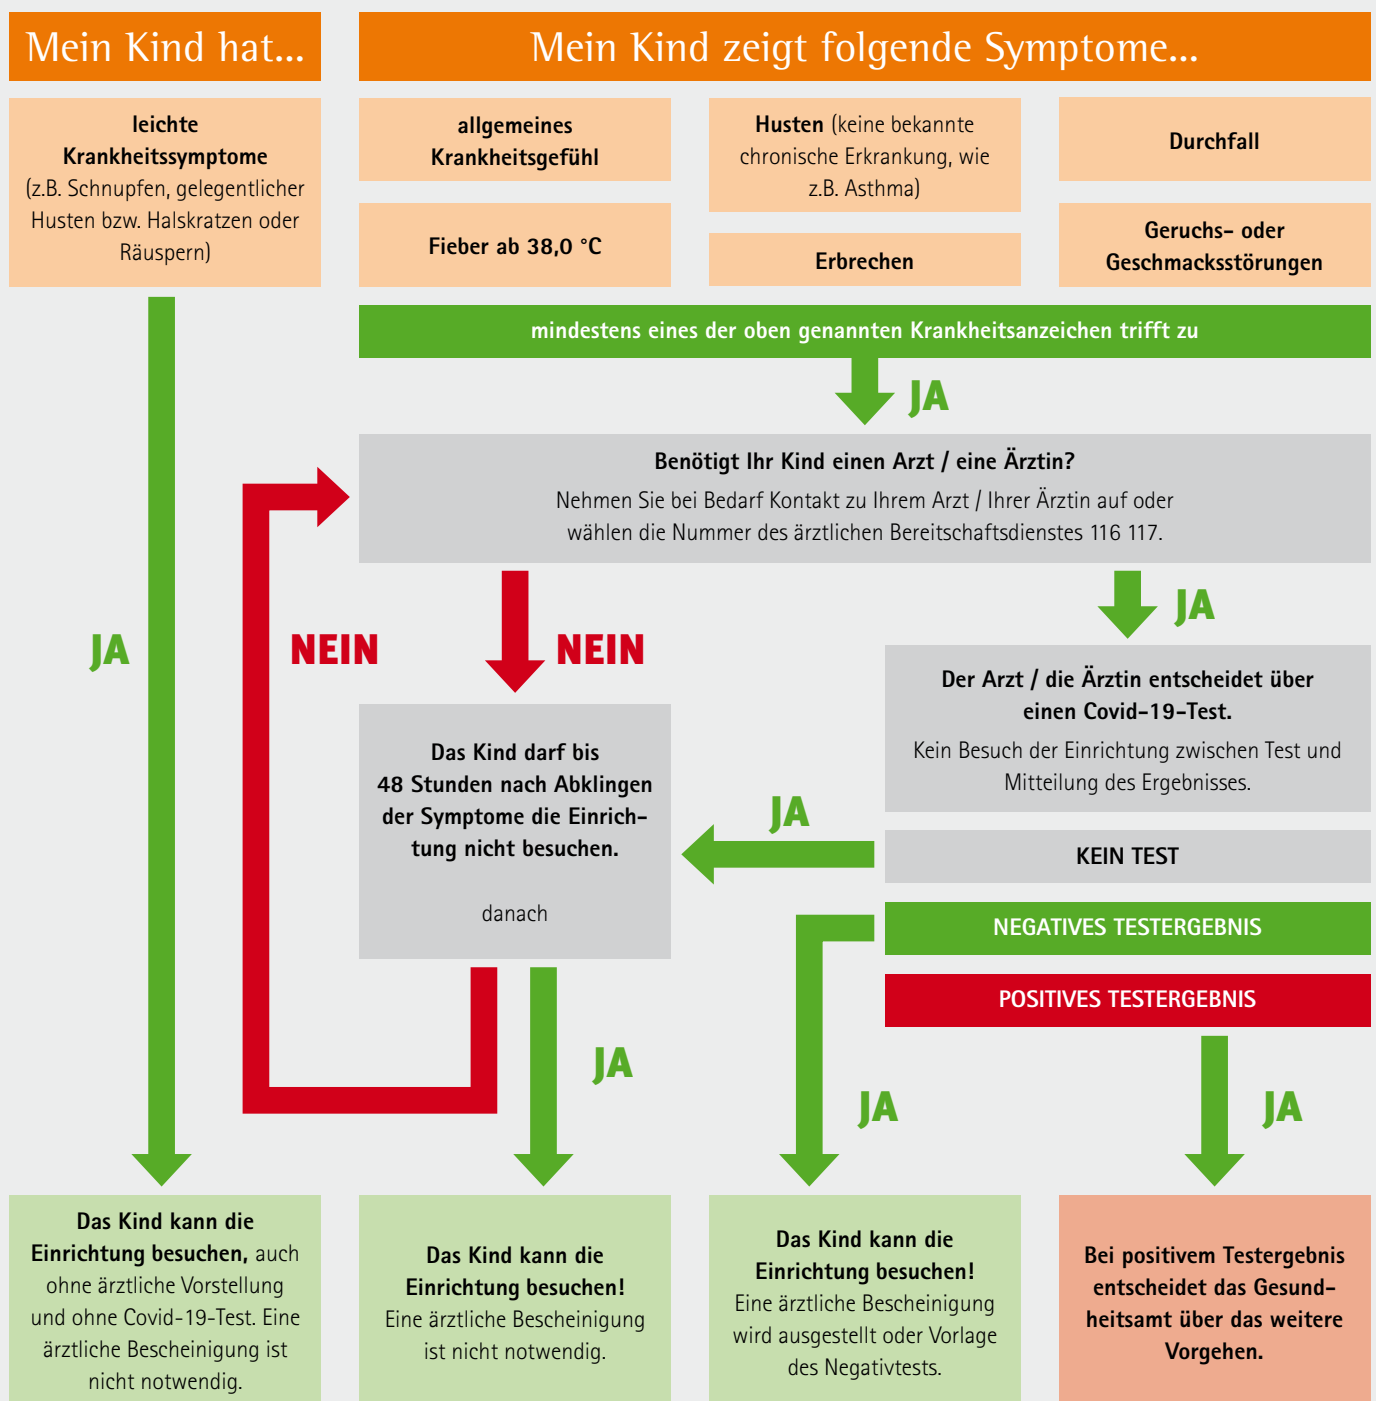 Mein Kind hat...
Mein Kind zeigt folgende Symptome...
leichte
Krankheitssymptome
(z.B. Schnupfen, gelegentlicher
Husten bzw. Halskratzen oder
Räuspern)
allgemeines
Krankheitsgefühl
Husten (keine bekannte
chronische Erkrankung, wie
z.B. Asthma)
Durchfall
Fieber ab 38,0 °C
Erbrechen
Geruchs- oder
Geschmacksstörungen
mindestens eines der oben genannten Krankheitsanzeichen trifft zu
JA
Benötigt Ihr Kind einen Arzt / eine Ärztin?
Nehmen Sie bei Bedarf Kontakt zu Ihrem Arzt / Ihrer Ärztin auf oder
wählen die Nummer des ärztlichen Bereitschaftsdienstes 116 117.
JA
NEIN
NEIN
JA
Der Arzt / die Ärztin entscheidet über
einen Covid-19-Test.
Kein Besuch der Einrichtung zwischen Test und
Mitteilung des Ergebnisses.
Das Kind darf bis
48 Stunden nach Abklingen
der Symptome die Einrich-
tung nicht besuchen.
danach
JA
KEIN TEST
NEGATIVES TESTERGEBNIS
POSITIVES TESTERGEBNIS
JA
JA
JA
Das Kind kann die
Einrichtung besuchen, auch
ohne ärztliche Vorstellung
und ohne Covid-19-Test. Eine
ärztliche Bescheinigung ist
nicht notwendig.
Das Kind kann die
Einrichtung besuchen!
Eine ärztliche Bescheinigung
ist nicht notwendig.
Das Kind kann die
Einrichtung besuchen!
Eine ärztliche Bescheinigung
wird ausgestellt oder Vorlage
des Negativtests.
Bei positivem Testergebnis
entscheidet das Gesund-
heitsamt über das weitere
Vorgehen.